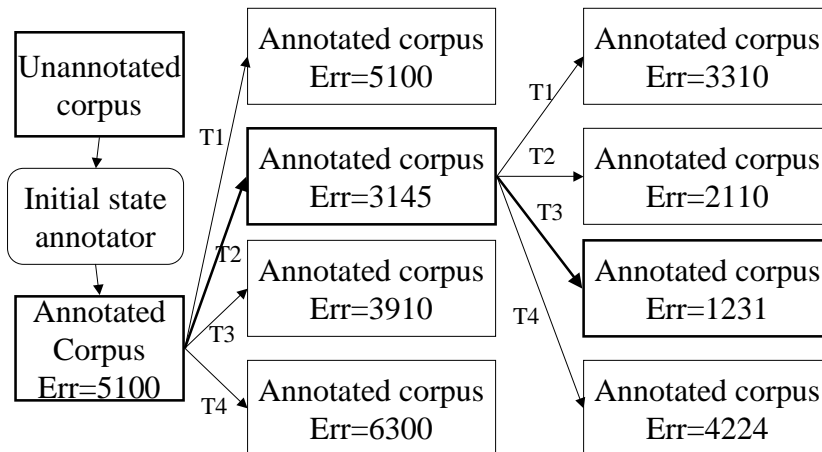 Unannotated
corpus
Initial state
annotator
Annotated
Corpus
Err=5100
T1
T2
T3
T4
Annotated corpus
Err=5100
Annotated corpus
Err=3145
Annotated corpus
Err=3910
Annotated corpus
Err=6300
T1
T2
T3
T4
Annotated corpus
Err=3310
Annotated corpus
Err=2110
Annotated corpus
Err=1231
Annotated corpus
Err=4224